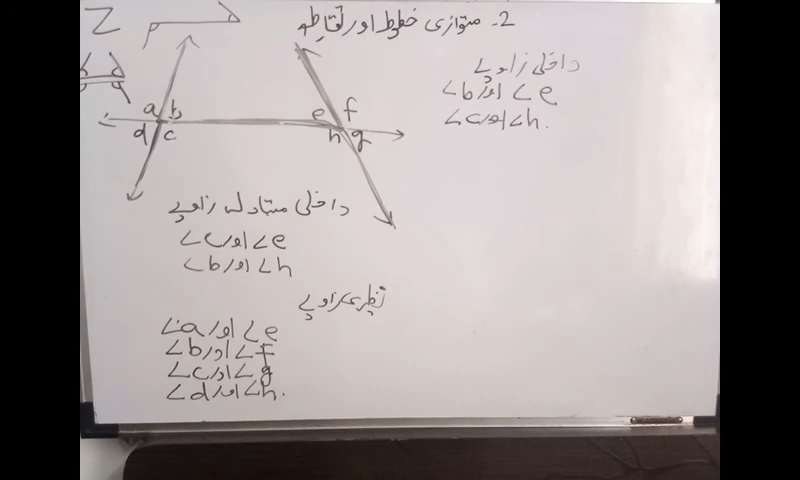 2- متوازی خطوط اور تقاطع
Z
a b
d c
e f
h g
داخلی زاویے
∠b اور ∠e
∠c اور ∠h.
داخلی متبادلہ زاویے
∠c اور ∠e
∠b اور ∠h
نظیری زاویے
∠a اور ∠e
∠b اور ∠f
∠c اور ∠g
∠d اور ∠h.